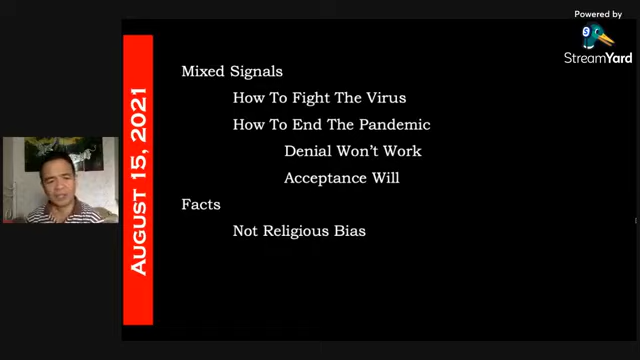 Powered by
StreamYard
AUGUST 15, 2021
Mixed Signals
How To Fight The Virus
How To End The Pandemic
Denial Won't Work
Acceptance Will
Facts
Not Religious Bias